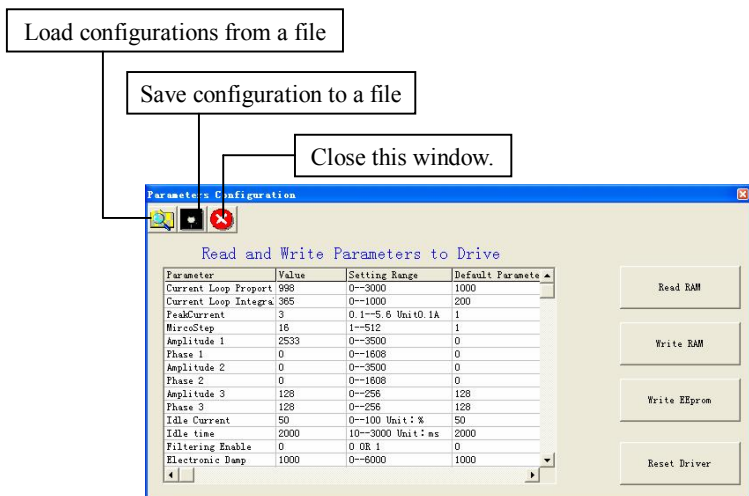 Load configurations from a file
Save configuration to a file
Close this window.
Parameters Configuration
Read and Write Parameters to Drive
Parameter Value Setting Range Default Paramete
Current Loop Proport 998 0--3000 1000
Current Loop Integra 365 0--1000 200
PeakCurrent 3 0.1--5.6 Unit0.1A 1
MircoStep 16 1--512 1
Amplitude 1 2533 0--3500 0
Phase 1 0 0--1608 0
Amplitude 2 0 0--3500 0
Phase 2 0 0--1608 0
Amplitude 3 128 0--256 128
Phase 3 128 0--256 128
Idle Current 50 0--100 Unit:% 50
Idle time 2000 10--3000 Unit:ms 2000
Filtering Enable 0 0 OR 1 0
Electronic Damp 1000 0--6000 1000
Read RAM
Write RAM
Write EEprom
Reset Driver